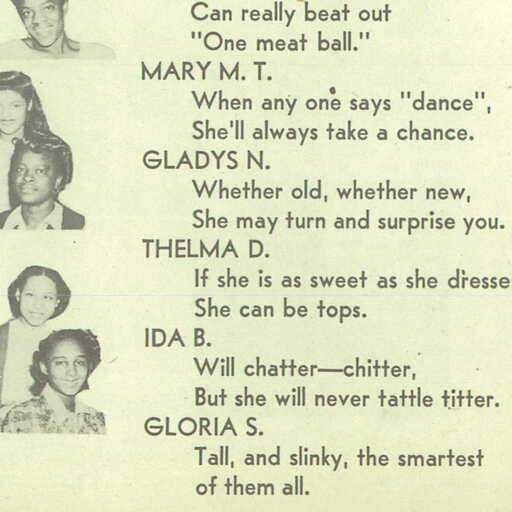 Can really beat out
"One meat ball."
MARY M. T.
When any one says "dance",
She'll always take a chance.
GLADYS N.
Whether old, whether new,
She may turn and surprise you.
THELMA D.
If she is as sweet as she dresse
She can be tops.
IDA B.
Will chatter—chitter,
But she will never tattle titter.
GLORIA S.
Tall, and slinky, the smartest
of them all.